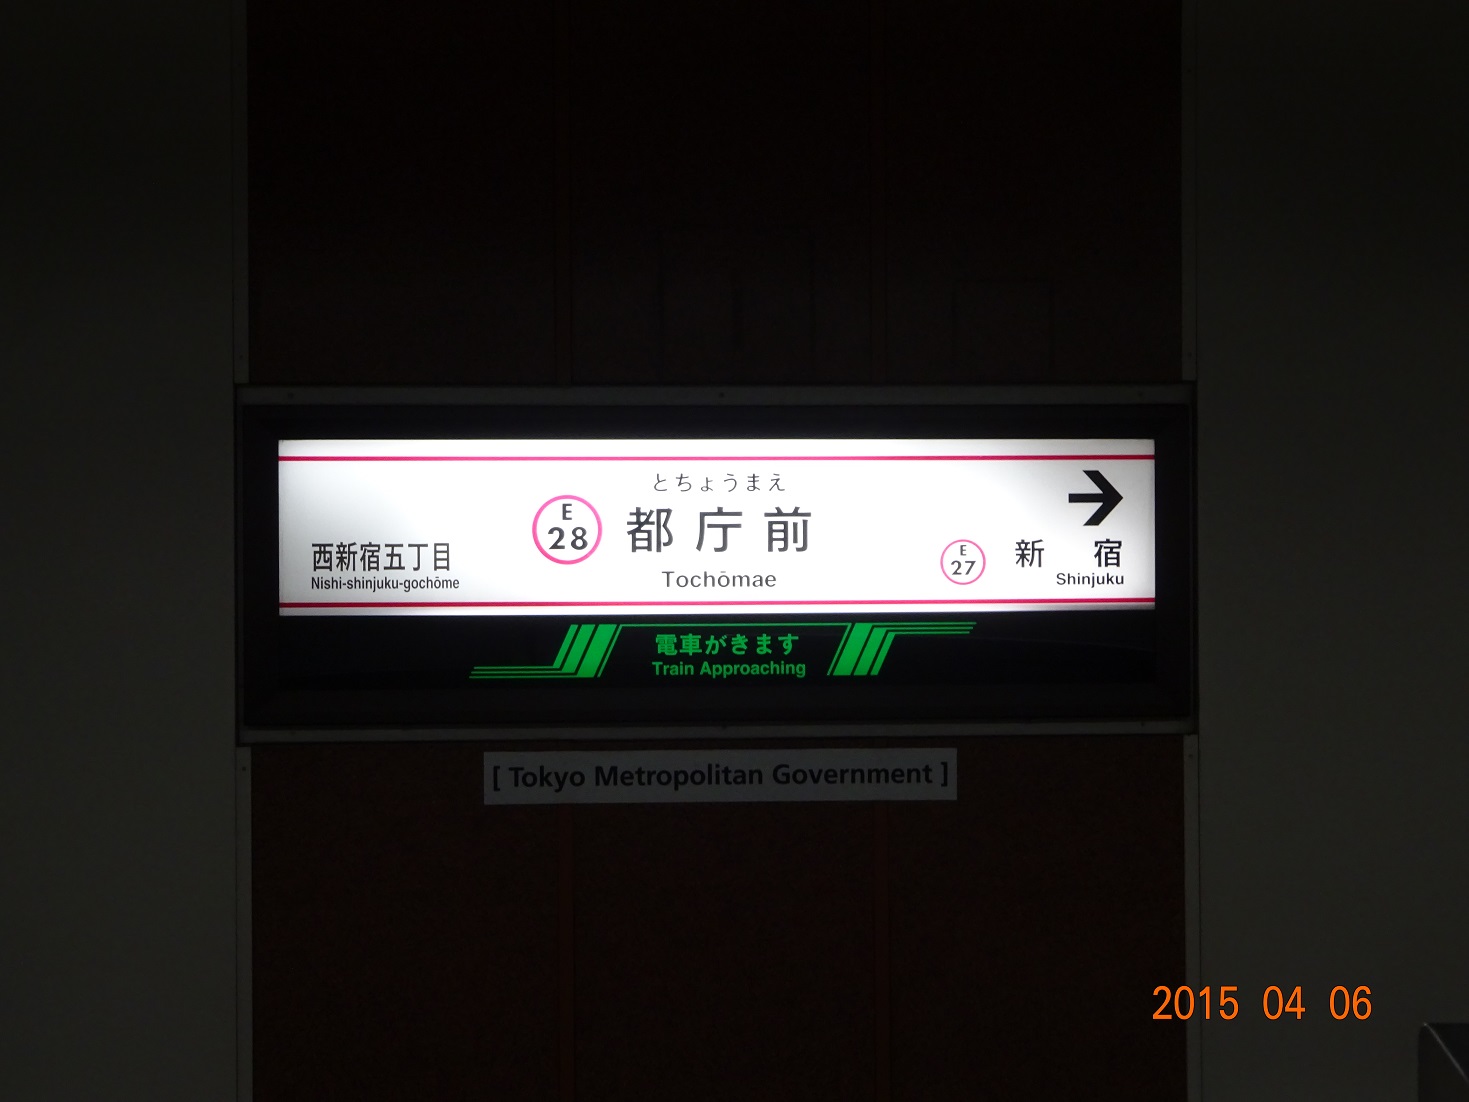 とちょうまえ
E
28
都庁前
Tochōmae
西新宿五丁目
Nishi-shinjuku-gochōme
E
27
新宿
Shinjuku
電車がきます
Train Approaching
[ Tokyo Metropolitan Government ]
2015 04 06